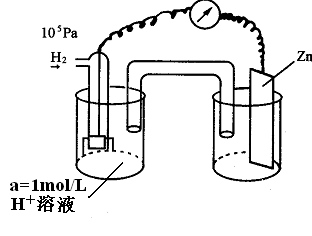 10⁵Pa
H₂
Zn
a=1mol/L
H⁺溶液